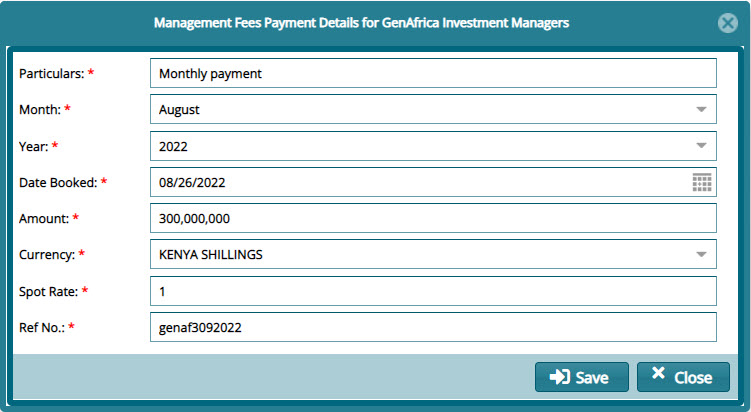 Management Fees Payment Details for GenAfrica Investment Managers
Particulars: * Monthly payment
Month: * August
Year: * 2022
Date Booked: * 08/26/2022
Amount: * 300,000,000
Currency: * KENYA SHILLINGS
Spot Rate: * 1
Ref No.: * genaf3092022
Save Close